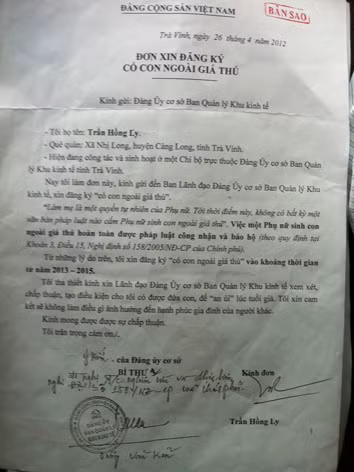 ĐẢNG CỘNG SẢN VIỆT NAM
BẢN SAO
Trà Vinh, ngày 26 tháng 4 năm 2012
ĐƠN XIN ĐĂNG KÝ
CÓ CON NGOÀI GIÁ THÚ
Kính gửi: Đảng Ủy cơ sở Ban Quản lý Khu kinh tế
- Tôi họ tên: Trần Hồng Ly.
- Quê quán: Xã Nhị Long, huyện Càng Long, tỉnh Trà Vinh.
- Hiện đang công tác và sinh hoạt ở một Chi bộ trực thuộc Đảng Ủy cơ sở Ban Quản
lý Khu kinh tế tỉnh Trà Vinh.
Nay tôi làm đơn này, kính gửi đến Ban Lãnh đạo Đảng Ủy cơ sở Ban Quản lý Khu
kinh tế, xin đăng ký “có con ngoài giá thú”.
“Làm mẹ là một quyền tự nhiên của Phụ nữ. Tới thời điểm này, không có bất kỳ một
văn bản pháp luật nào cấm Phụ nữ sinh con ngoài giá thú”. Việc một Phụ nữ sinh con
ngoài giá thú hoàn toàn được pháp luật công nhận và bảo hộ (theo quy định tại
Khoản 3, Điều 15, Nghị định số 158/2005/NĐ-CP của Chính phủ).
Từ những lý do trên, tôi xin đăng ký “có con ngoài giá thú” vào khoảng thời gian
từ năm 2013 – 2015.
Tôi tha thiết kính xin Lãnh đạo Đảng Ủy cơ sở Ban Quản lý Khu kinh tế xem xét,
chấp thuận, tạo điều kiện cho tôi có được đứa con, để “an ủi” lúc tuổi già. Tôi xin cam
kết sẽ không làm điều gì ảnh hưởng đến hạnh phúc gia đình của người khác.
Kính mong được được sự chấp thuận.
Tôi trân trọng cám ơn./.
của Đảng ủy cơ sở
BÍ THƯ
Kính đơn
Trần Hồng Ly